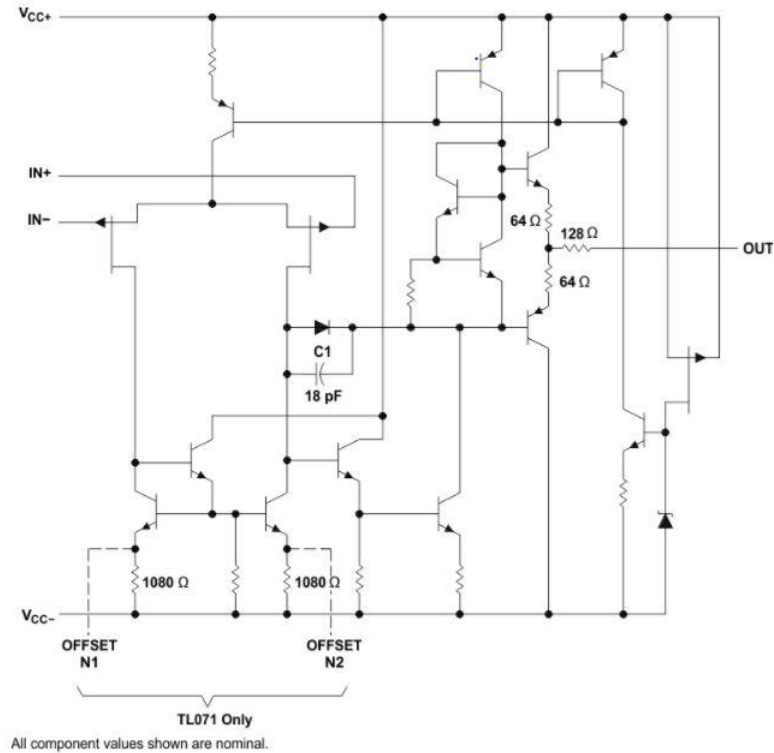 VCC+
IN+
IN−
64 Ω
128 Ω
OUT
64 Ω
C1
18 pF
1080 Ω
1080 Ω
VCC−
OFFSET
N1
OFFSET
N2
TL071 Only
All component values shown are nominal.